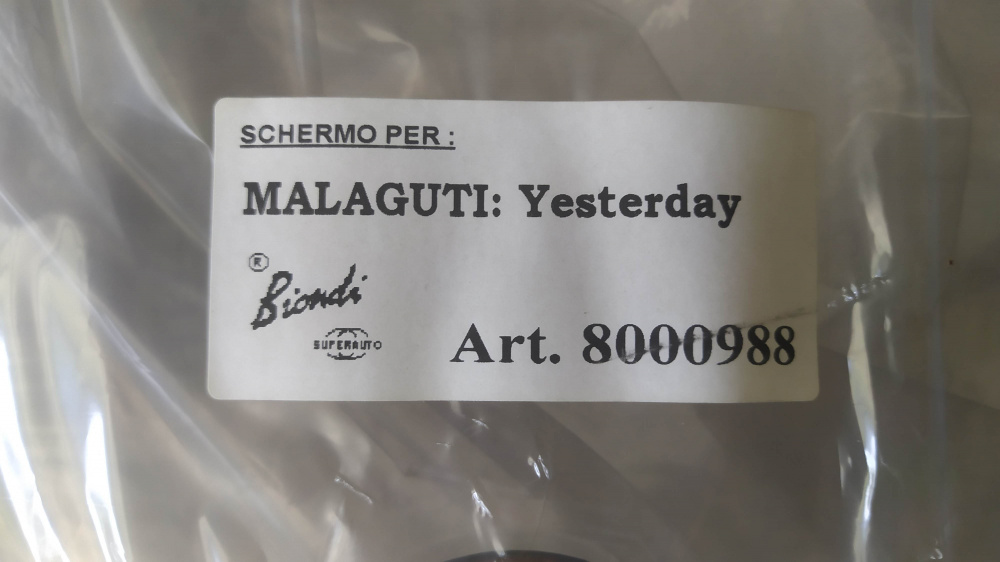 SCHERMO PER :
MALAGUTI: Yesterday
®
Biondi
SUPERAUTO
Art. 8000988